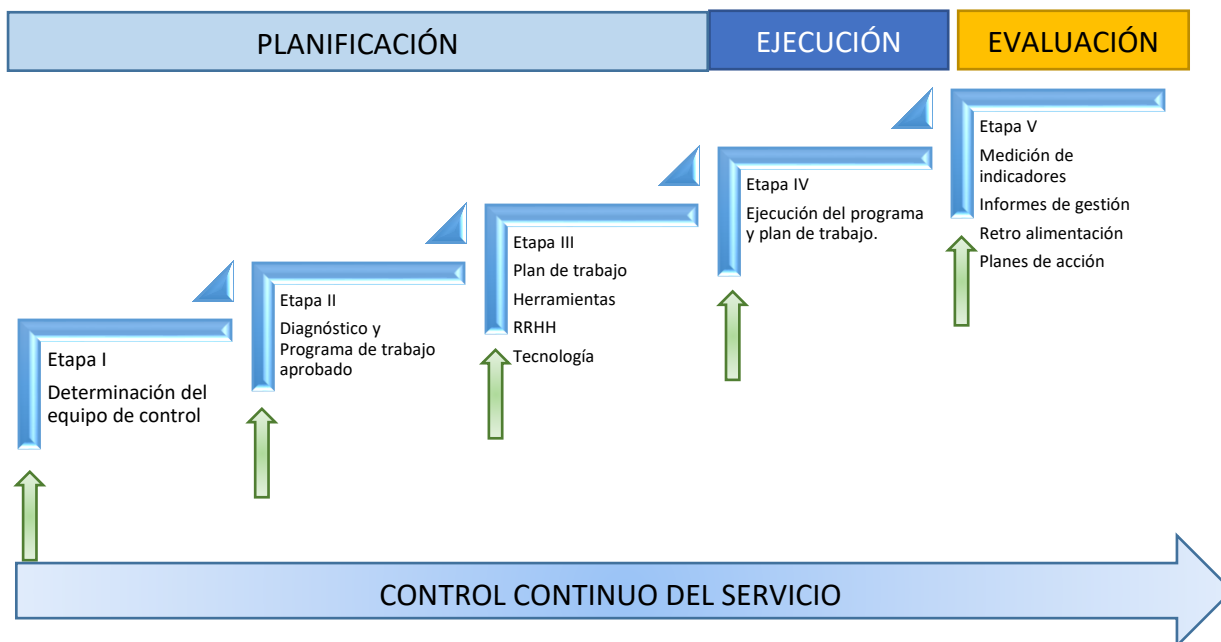 PLANIFICACIÓN
EJECUCIÓN
EVALUACIÓN
Etapa I
Determinación del
equipo de control
Etapa II
Diagnóstico y
Programa de trabajo
aprobado
Etapa III
Plan de trabajo
Herramientas
RRHH
Tecnología
Etapa IV
Ejecución del programa
y plan de trabajo.
Etapa V
Medición de
indicadores
Informes de gestión
Retro alimentación
Planes de acción
CONTROL CONTINUO DEL SERVICIO